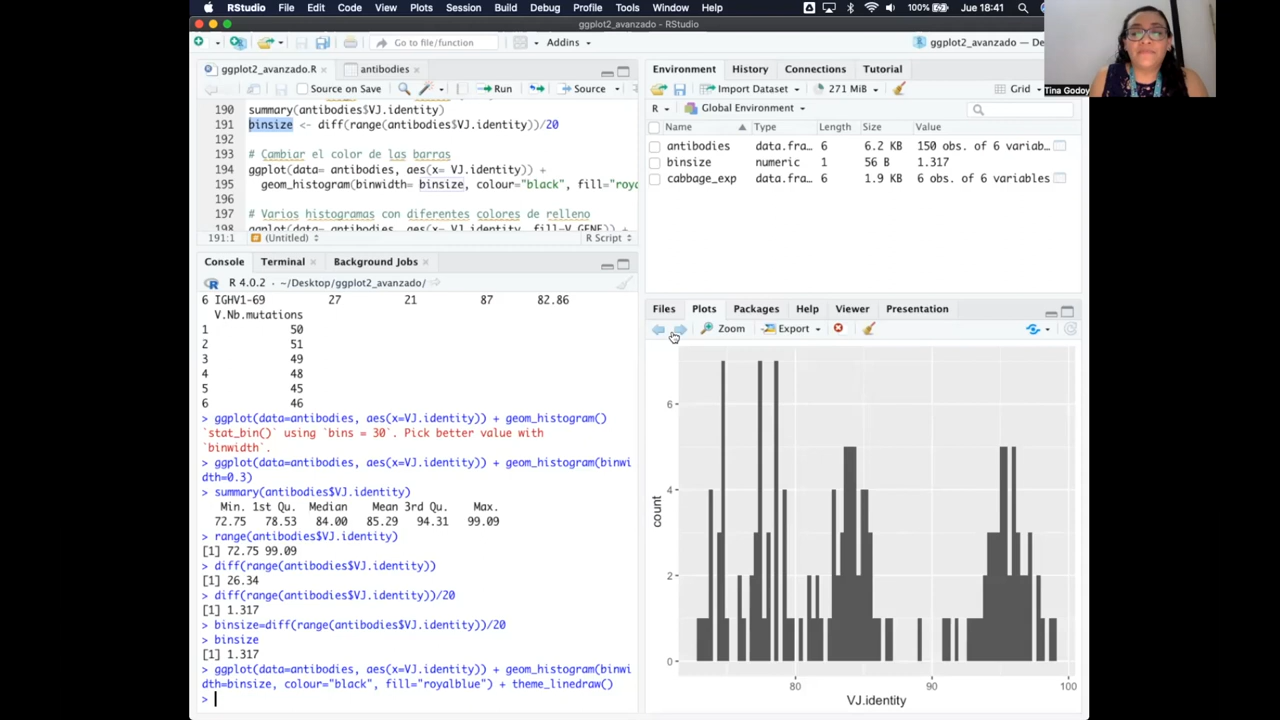 RStudio File Edit Code View Plots Session Build Debug Profile Tools Window Help 100% Jue 18:41
ggplot2_avanzado - RStudio
Go to file/function Addins ggplot2_avanzado — De
Tina Godoy
ggplot2_avanzado.R antibodies
Source on Save Run Source
190 summary(antibodies$VJ.identity)
191 binsize <- diff(range(antibodies$VJ.identity))/20
192
193 # Cambiar el color de las barras
194 ggplot(data= antibodies, aes(x= VJ.identity)) +
195 geom_histogram(binwidth= binsize, colour="black", fill="roya
196
197 # Varios histogramas con diferentes colores de relleno
198 ggplot(data= antibodies, aes(x= VJ.identity, fill=V.GENE)) +
191:1 (Untitled) R Script
Console Terminal Background Jobs
R 4.0.2 · ~/Desktop/ggplot2_avanzado/
6 IGHV1-69 27 21 87 82.86
V.Nb.mutations
1 50
2 51
3 49
4 48
5 45
6 46
> ggplot(data=antibodies, aes(x=VJ.identity)) + geom_histogram()
`stat_bin()` using `bins = 30`. Pick better value with
`binwidth`.
> ggplot(data=antibodies, aes(x=VJ.identity)) + geom_histogram(binwi
dth=0.3)
> summary(antibodies$VJ.identity)
Min. 1st Qu. Median Mean 3rd Qu. Max.
72.75 78.53 84.00 85.29 94.31 99.09
> range(antibodies$VJ.identity)
[1] 72.75 99.09
> diff(range(antibodies$VJ.identity))
[1] 26.34
> diff(range(antibodies$VJ.identity))/20
[1] 1.317
> binsize=diff(range(antibodies$VJ.identity))/20
> binsize
[1] 1.317
> ggplot(data=antibodies, aes(x=VJ.identity)) + geom_histogram(binwi
dth=binsize, colour="black", fill="royalblue") + theme_linedraw()
>
Environment History Connections Tutorial
Import Dataset 271 MiB Grid
R Global Environment
Name Type Length Size Value
antibodies data.fra… 6 6.2 KB 150 obs. of 6 variab…
binsize numeric 1 56 B 1.317
cabbage_exp data.fra… 6 1.9 KB 6 obs. of 6 variables
Files Plots Packages Help Viewer Presentation
Zoom Export
count
6
4
2
0
80 90 100
VJ.identity